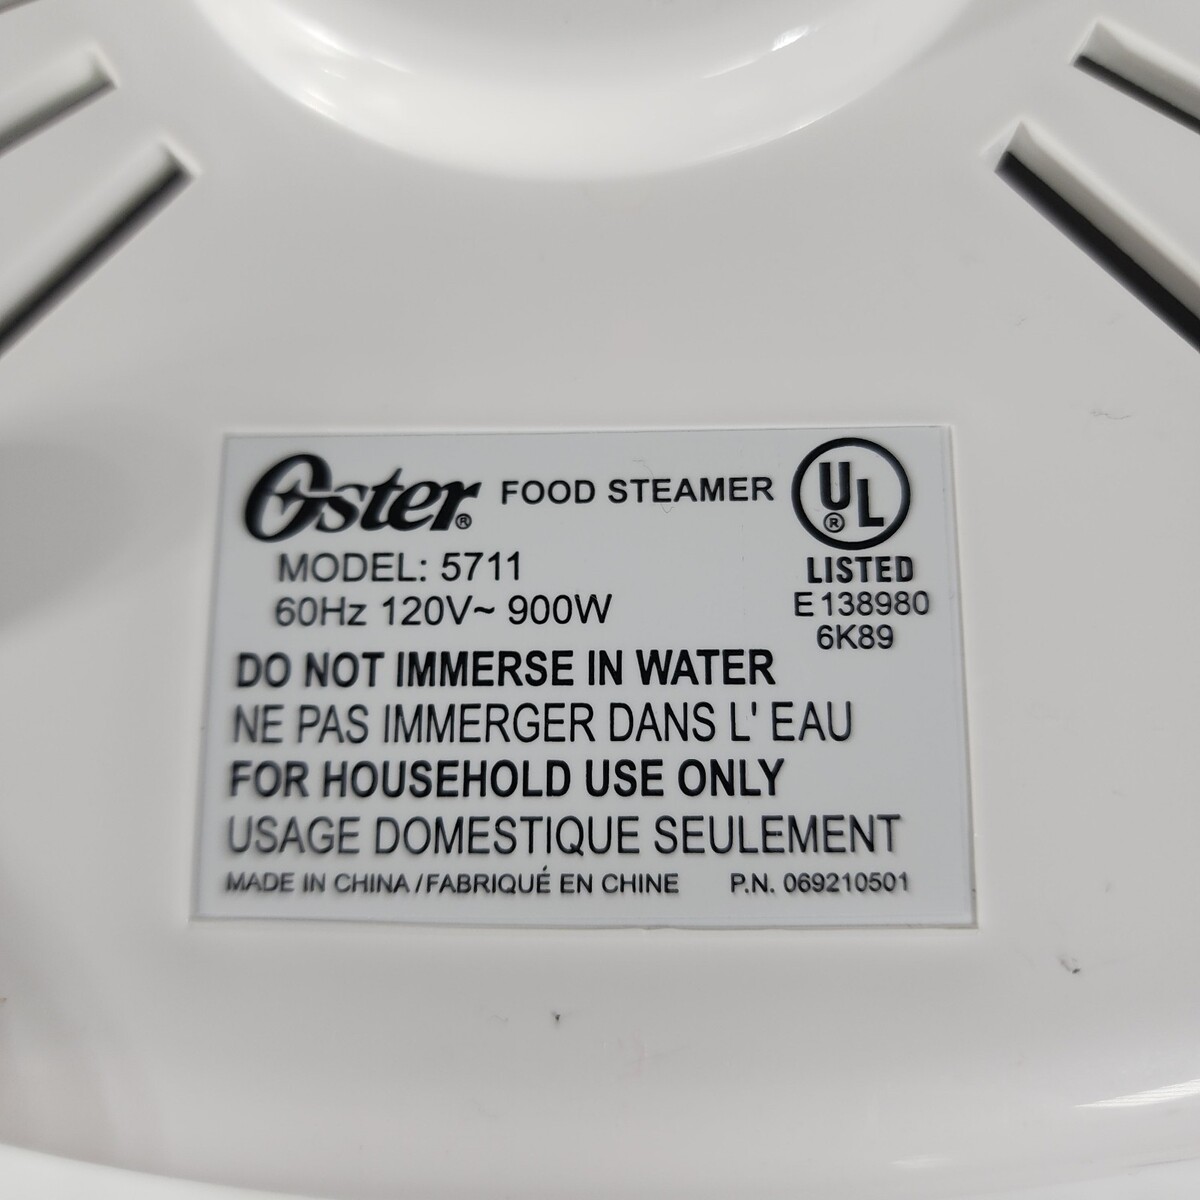 Oster® FOOD STEAMER
UL®
MODEL: 5711
LISTED
60Hz 120V~ 900W
E138980
6K89
DO NOT IMMERSE IN WATER
NE PAS IMMERGER DANS L' EAU
FOR HOUSEHOLD USE ONLY
USAGE DOMESTIQUE SEULEMENT
MADE IN CHINA/FABRIQUÉ EN CHINE P.N. 069210501